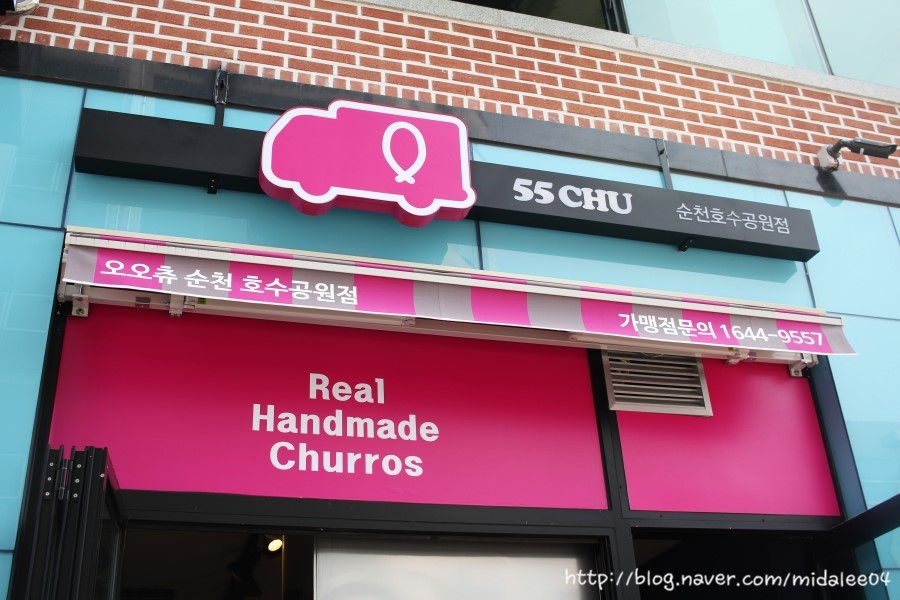 55 CHU 순천호수공원점
오오츄 순천 호수공원점
가맹점문의 1644-9557
Real
Handmade
Churros
http://blog.naver.com/midalee04